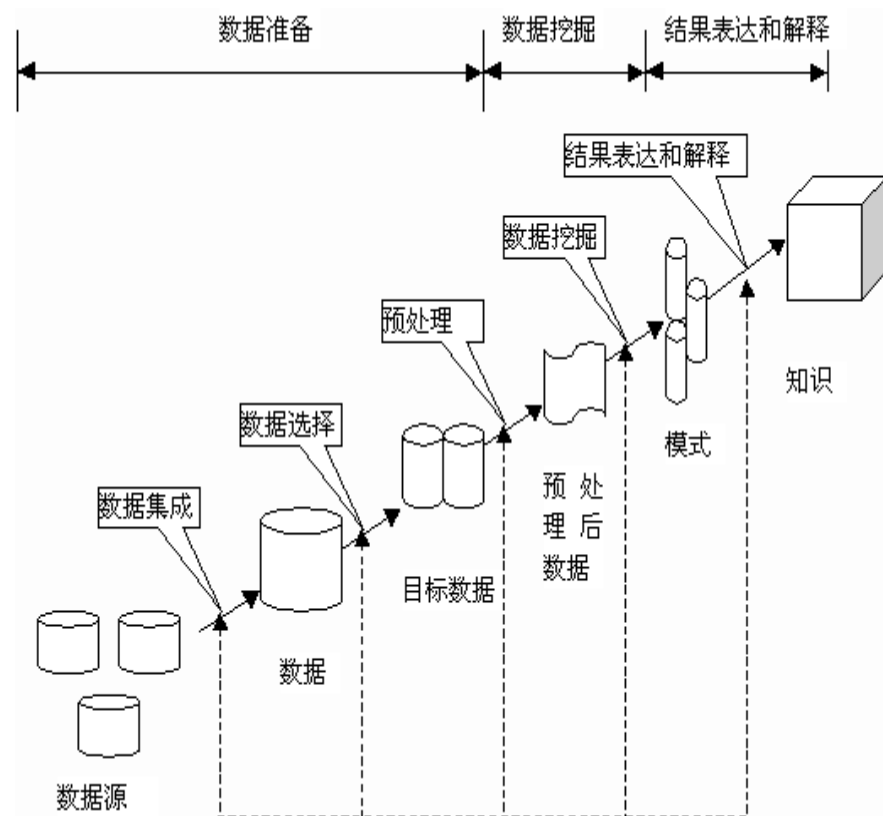 数据准备
数据挖掘
结果表达和解释
结果表达和解释
数据挖掘
预处理
数据选择
数据集成
知识
模式
预 处
理 后
数据
目标数据
数据
数据源